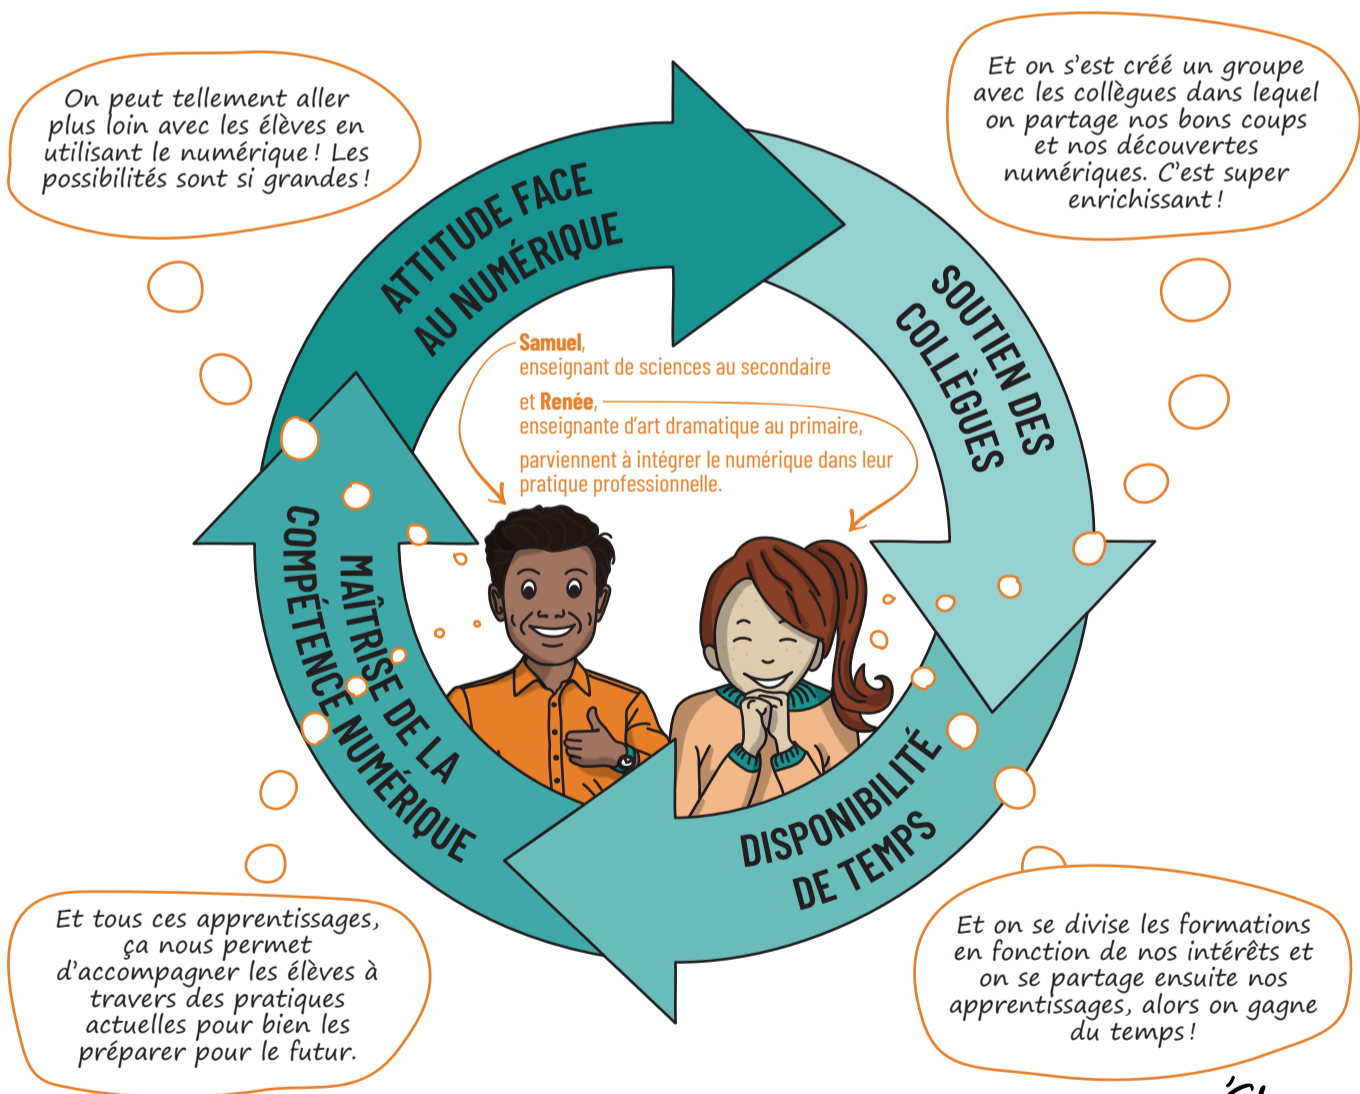 On peut tellement aller
plus loin avec les élèves en
utilisant le numérique ! Les
possibilités sont si grandes !
Et on s'est créé un groupe
avec les collègues dans lequel
on partage nos bons coups
et nos découvertes
numériques. C'est super
enrichissant !
ATTITUDE FACE
AU NUMÉRIQUE
SOUTIEN DES
COLLÈGUES
Samuel,
enseignant de sciences au secondaire
et Renée,
enseignante d'art dramatique au primaire,
parviennent à intégrer le numérique dans leur
pratique professionnelle.
MAÎTRISE DE LA
COMPÉTENCE NUMÉRIQUE
DISPONIBILITÉ
DE TEMPS
Et tous ces apprentissages,
ça nous permet
d'accompagner les élèves à
travers des pratiques
actuelles pour bien les
préparer pour le futur.
Et on se divise les formations
en fonction de nos intérêts et
on se partage ensuite nos
apprentissages, alors on gagne
du temps !